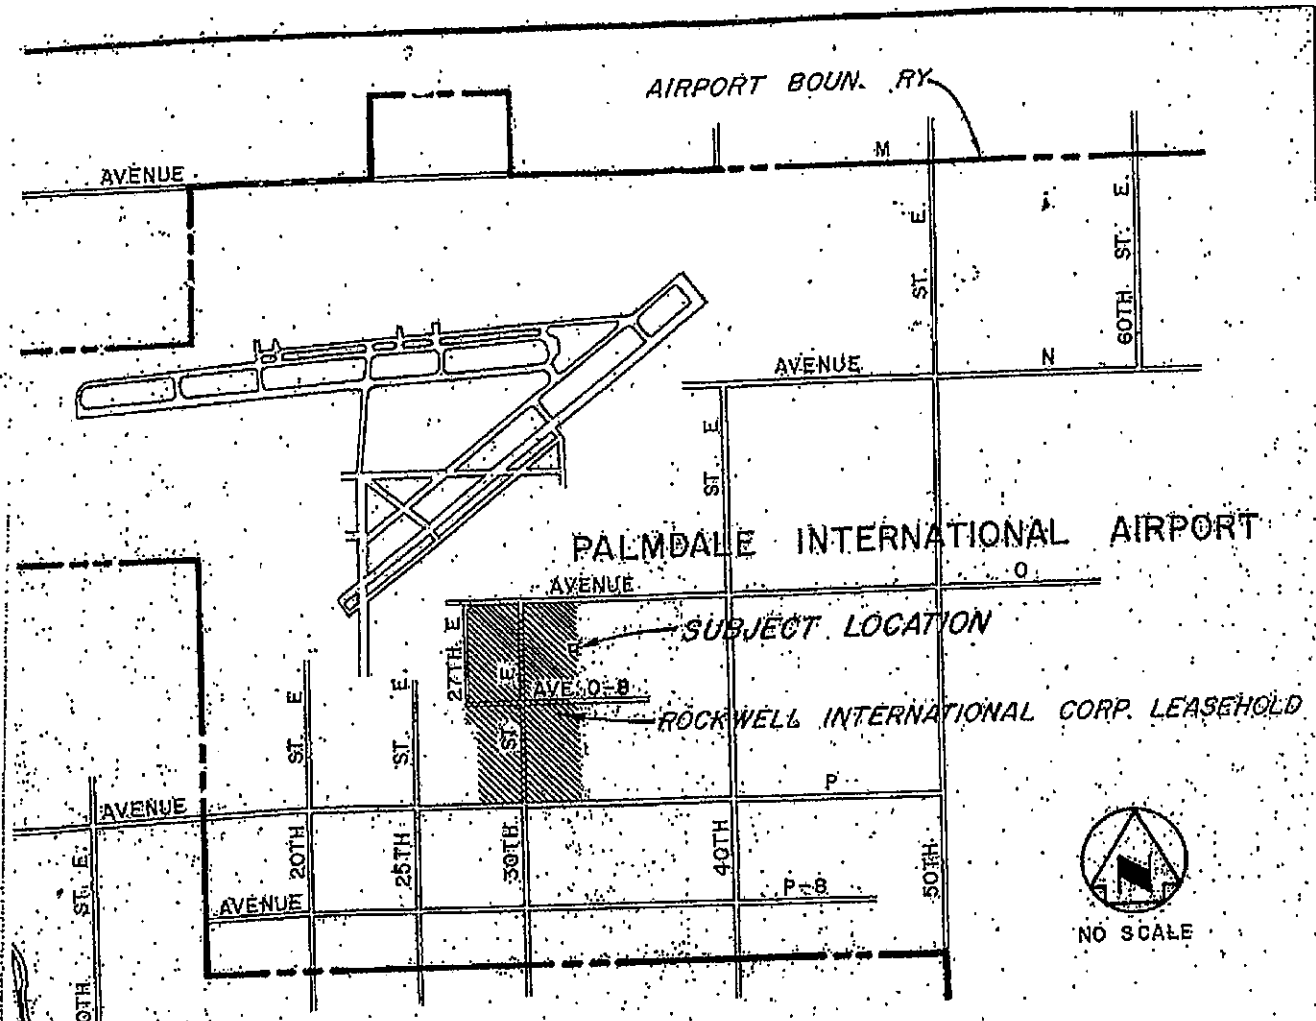 AIRPORT BOUN. RY
AVENUE
M
ST. E.
60TH ST. E.
AVENUE N
ST. E
PALMDALE INTERNATIONAL AIRPORT
AVENUE O
SUBJECT LOCATION
27TH E
ST. E
AVE. O-8
ROCKWELL INTERNATIONAL CORP. LEASEHOLD
ST. E
ST. E
AVENUE P
ST. E.
20TH
25TH
30TH
40TH
50TH
AVENUE P-8
NO SCALE
0TH